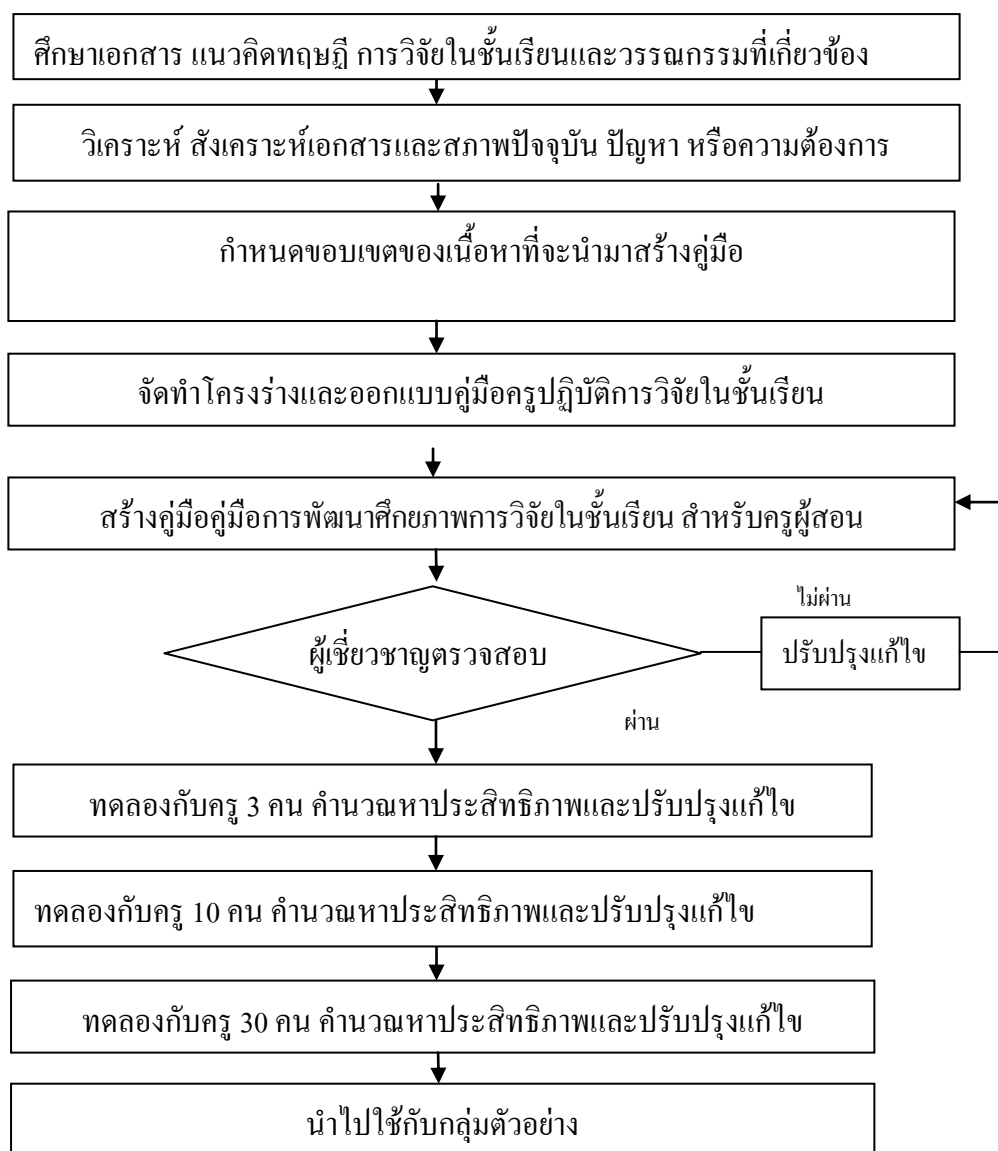 ศึกษาเอกสาร แนวคิดทฤษฎี การวิจัยในชั้นเรียนและวรรณกรรมที่เกี่ยวข้อง
วิเคราะห์ สังเคราะห์เอกสารและสภาพปัจจุบัน ปัญหา หรือความต้องการ
กำหนดขอบเขตของเนื้อหาที่จะนำมาสร้างคู่มือ
จัดทำโครงร่างและออกแบบคู่มือครูปฏิบัติการวิจัยในชั้นเรียน
สร้างคู่มือคู่มือการพัฒนาศักยภาพการวิจัยในชั้นเรียน สำหรับครูผู้สอน
ไม่ผ่าน
ผู้เชี่ยวชาญตรวจสอบ
ปรับปรุงแก้ไข
ผ่าน
ทดลองกับครู 3 คน คำนวณหาประสิทธิภาพและปรับปรุงแก้ไข
ทดลองกับครู 10 คน คำนวณหาประสิทธิภาพและปรับปรุงแก้ไข
ทดลองกับครู 30 คน คำนวณหาประสิทธิภาพและปรับปรุงแก้ไข
นำไปใช้กับกลุ่มตัวอย่าง